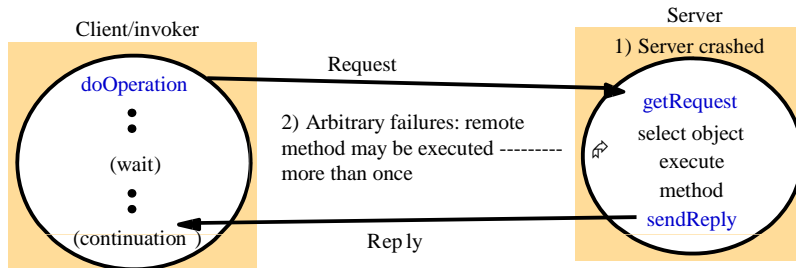 Client/invoker
Server
1) Server crashed
Request
doOperation
getRequest
2) Arbitrary failures: remote
method may be executed ---------
more than once
select object
execute
method
(wait)
sendReply
(continuation )
Rep ly